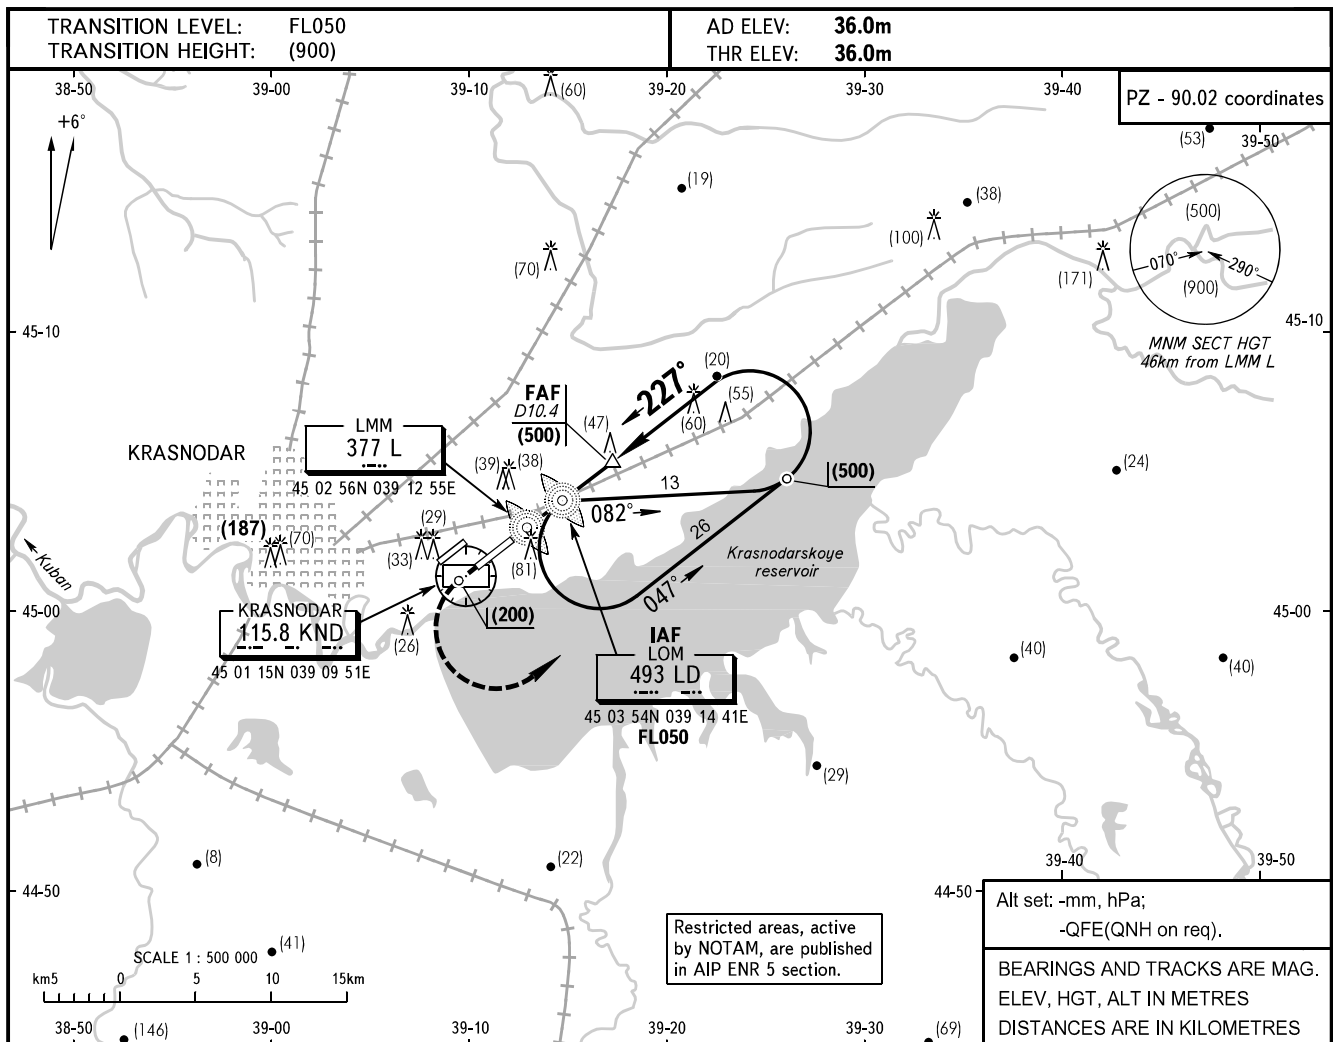 TRANSITION LEVEL: FL050
TRANSITION HEIGHT: (900)
AD ELEV: 36.0m
THR ELEV: 36.0m
38-50
39-00
39-10
39-20
39-30
39-40
PZ - 90.02 coordinates
39-50
+6°
(60)
(53)
(19)
(38)
(100)
(70)
(171)
(500)
070°
290°
(900)
MNM SECT HGT
46km from LMM L
45-10
45-10
(20)
227°
FAF
D10.4
(500)
(47)
(60)
(55)
LMM
377 L
45 02 56N 039 12 55E
KRASNODAR
(39)
(38)
(24)
(500)
13
082°
26
047°
Krasnodarskoye
reservoir
(187)
(70)
(29)
(33)
(81)
Kuban
KRASNODAR
115.8 KND
45 01 15N 039 09 51E
(26)
(200)
45-00
45-00
IAF
LOM
493 LD
45 03 54N 039 14 41E
FL050
(40)
(40)
(29)
(8)
(22)
39-40
39-50
44-50
44-50
(41)
SCALE 1 : 500 000
km5 0 5 10 15km
Restricted areas, active
by NOTAM, are published
in AIP ENR 5 section.
Alt set: -mm, hPa;
-QFE(QNH on req).
BEARINGS AND TRACKS ARE MAG.
ELEV, HGT, ALT IN METRES
DISTANCES ARE IN KILOMETRES
38-50
(146)
39-00
39-10
39-20
39-30
(69)